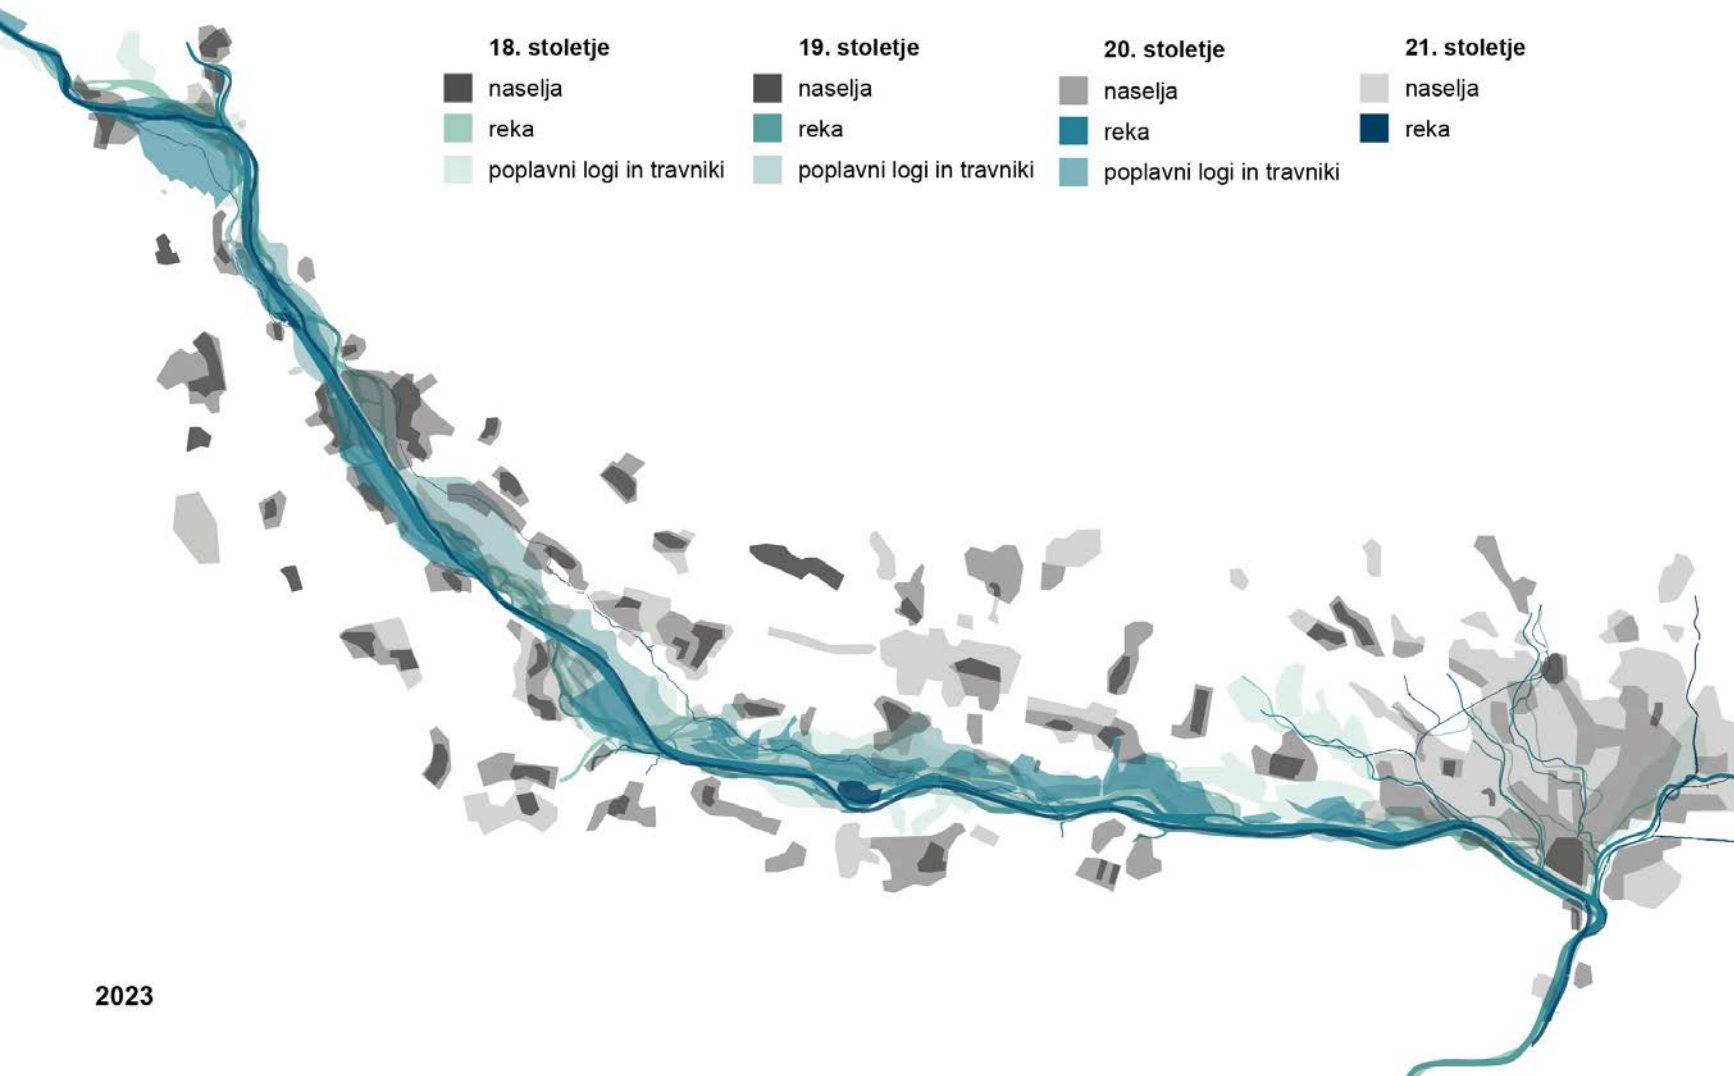 18. stoletje
naselja
reka
poplavni logi in travniki
19. stoletje
naselja
reka
poplavni logi in travniki
20. stoletje
naselja
reka
poplavni logi in travniki
21. stoletje
naselja
reka
2023